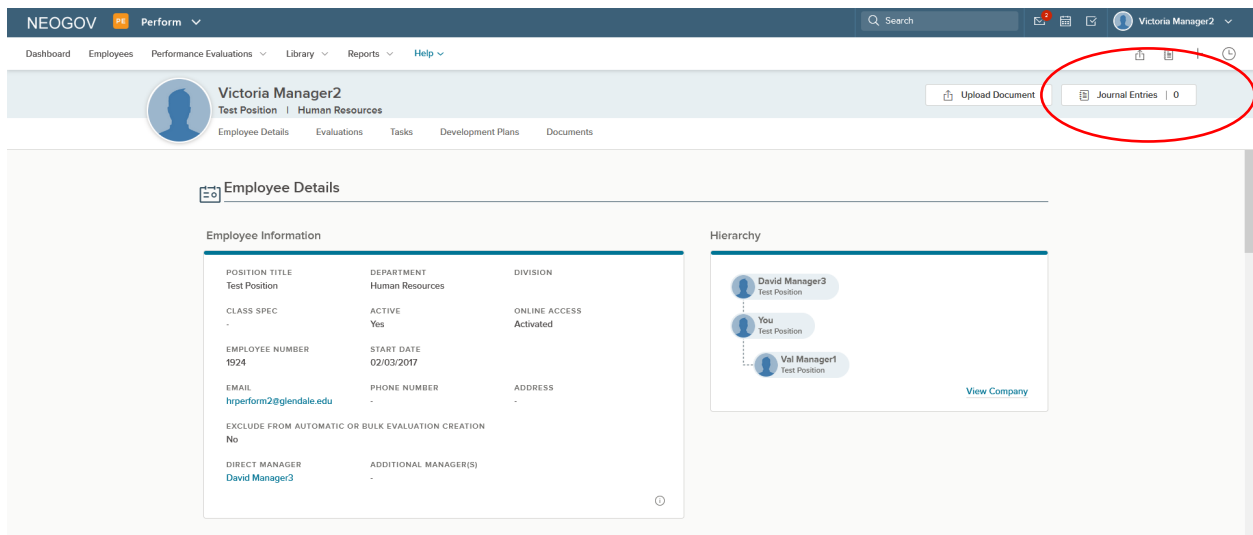 NEOGOV PE Perform Search 2 Victoria Manager2
Dashboard Employees Performance Evaluations Library Reports Help
Victoria Manager2
Test Position | Human Resources
Upload Document Journal Entries | 0
Employee Details Evaluations Tasks Development Plans Documents
Employee Details
Employee Information
POSITION TITLE DEPARTMENT DIVISION
Test Position Human Resources
CLASS SPEC ACTIVE ONLINE ACCESS
- Yes Activated
EMPLOYEE NUMBER START DATE
1924 02/03/2017
EMAIL PHONE NUMBER ADDRESS
hrperform2@glendale.edu - -
EXCLUDE FROM AUTOMATIC OR BULK EVALUATION CREATION
No
DIRECT MANAGER ADDITIONAL MANAGER(S)
David Manager3 -
Hierarchy
David Manager3
Test Position
You
Test Position
Val Manager1
Test Position
View Company